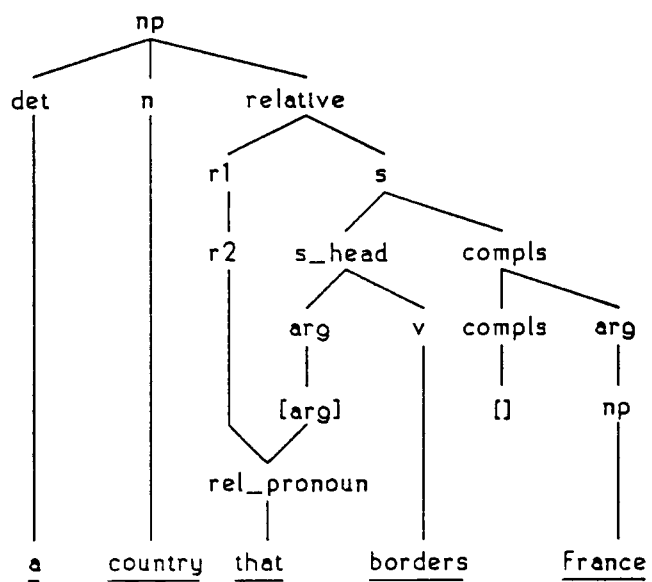 np
det n relative
r1 s
r2 s_head compls
arg v compls arg
[arg] [] np
rel_pronoun
a country that borders France